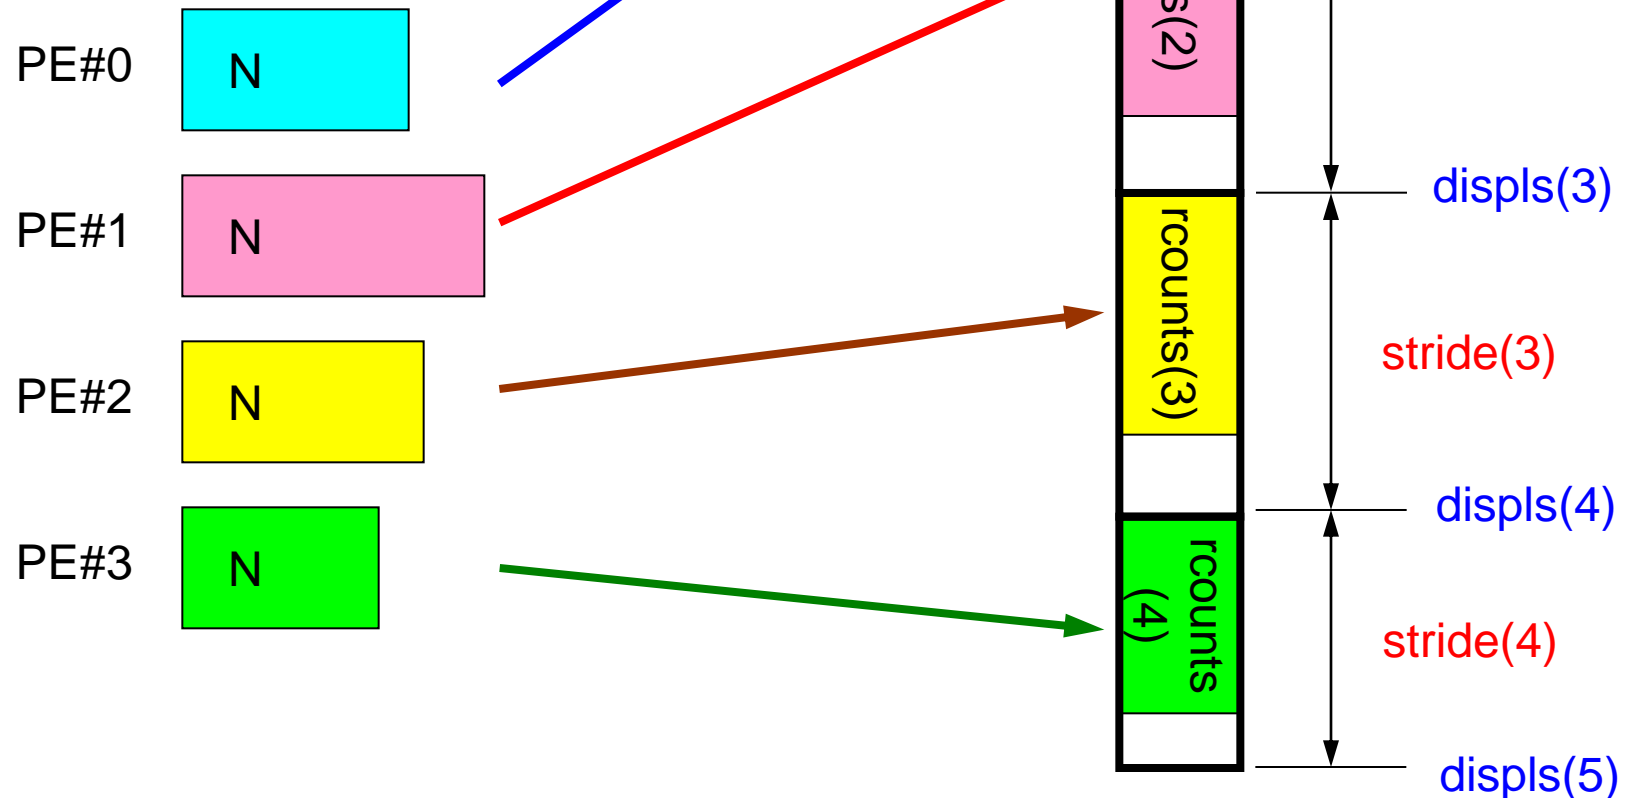 PE#0
N
PE#1
N
PE#2
N
PE#3
N
s(2)
rcounts(3)
rcounts
(4)
displs(3)
stride(3)
displs(4)
stride(4)
displs(5)